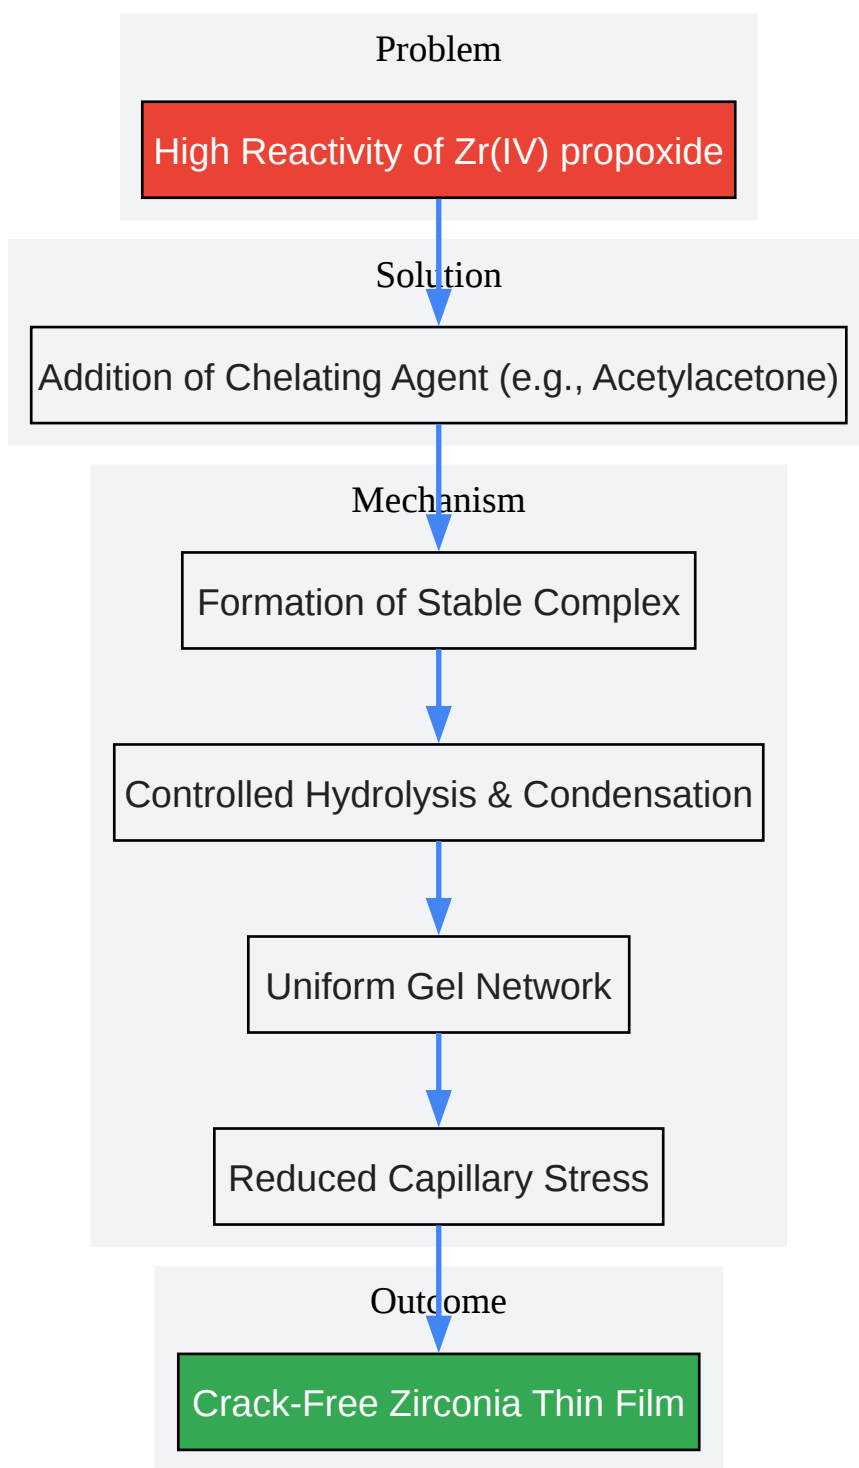 Problem
High Reactivity of Zr(IV) propoxide
Solution
Addition of Chelating Agent (e.g., Acetylacetone)
Mechanism
Formation of Stable Complex
Controlled Hydrolysis & Condensation
Uniform Gel Network
Reduced Capillary Stress
Outcome
Crack-Free Zirconia Thin Film